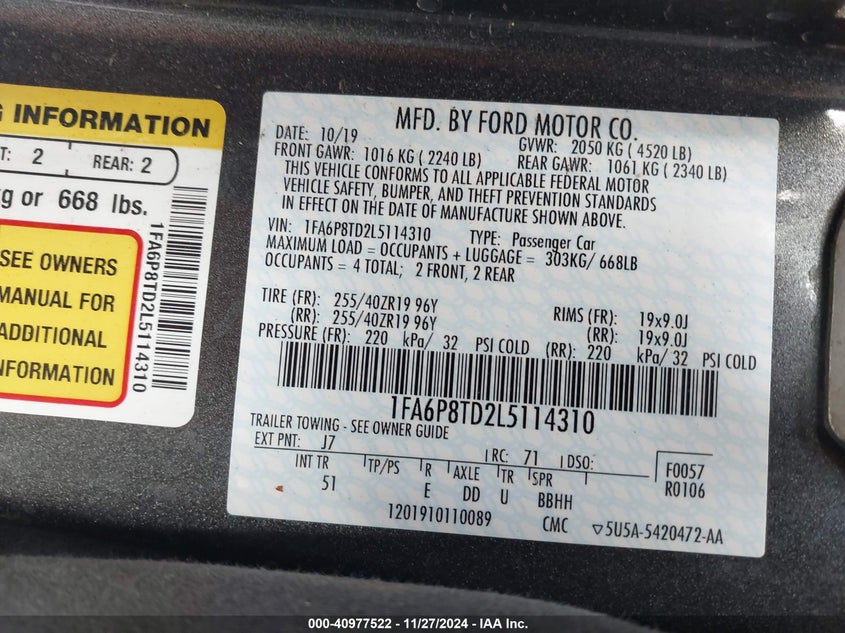 G INFORMATION
T: 2 REAR: 2
kg or 668 lbs.
SEE OWNERS
MANUAL FOR
ADDITIONAL
INFORMATION
1FA6P8TD2L5114310
MFD. BY FORD MOTOR CO.
DATE: 10/19 GVWR: 2050 KG ( 4520 LB)
FRONT GAWR: 1016 KG ( 2240 LB) REAR GAWR: 1061 KG ( 2340 LB)
THIS VEHICLE CONFORMS TO ALL APPLICABLE FEDERAL MOTOR
VEHICLE SAFETY, BUMPER, AND THEFT PREVENTION STANDARDS
IN EFFECT ON THE DATE OF MANUFACTURE SHOWN ABOVE.
VIN: 1FA6P8TD2L5114310 TYPE: Passenger Car
MAXIMUM LOAD = OCCUPANTS + LUGGAGE = 303KG/ 668LB
OCCUPANTS = 4 TOTAL; 2 FRONT, 2 REAR
TIRE (FR): 255/40ZR19 96Y RIMS (FR): 19x9.0J
(RR): 255/40ZR19 96Y (RR): 19x9.0J
PRESSURE (FR): 220 kPa/ 32 PSI COLD (RR): 220 kPa/ 32 PSI COLD
1FA6P8TD2L5114310
TRAILER TOWING - SEE OWNER GUIDE
EXT PNT: J7 RC: 71 DSO: F0057
INT TR TP/PS R AXLE TR SPR R0106
51 E DD U BBHH
1201910110089 CMC ▽5U5A-5420472-AA
000-40977522 - 11/27/2024 - IAA Inc.